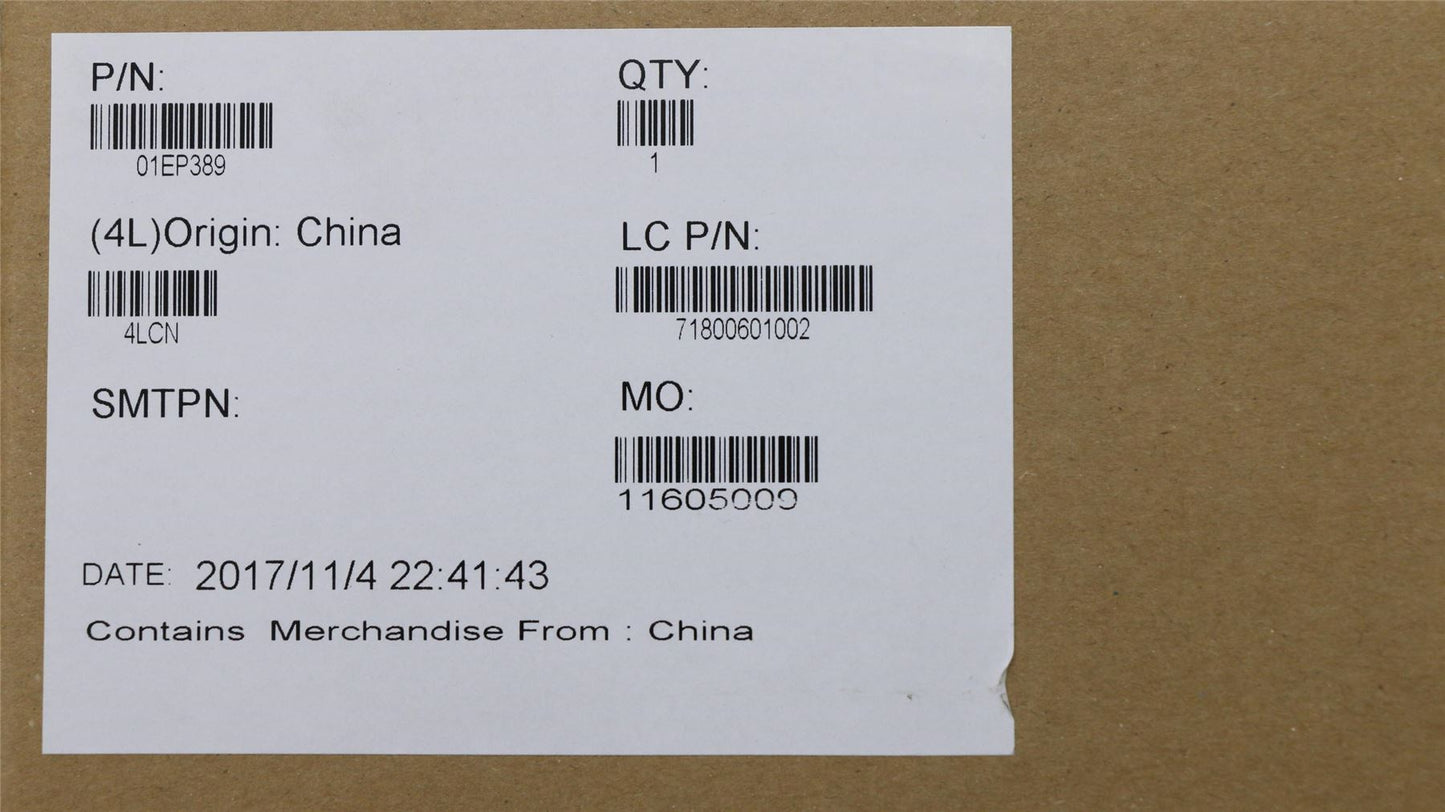 P/N:
01EP389
QTY:
1
(4L)Origin: China
4LCN
LC P/N:
71800601002
SMTPN:
MO:
11605009
DATE: 2017/11/4 22:41:43
Contains Merchandise From : China